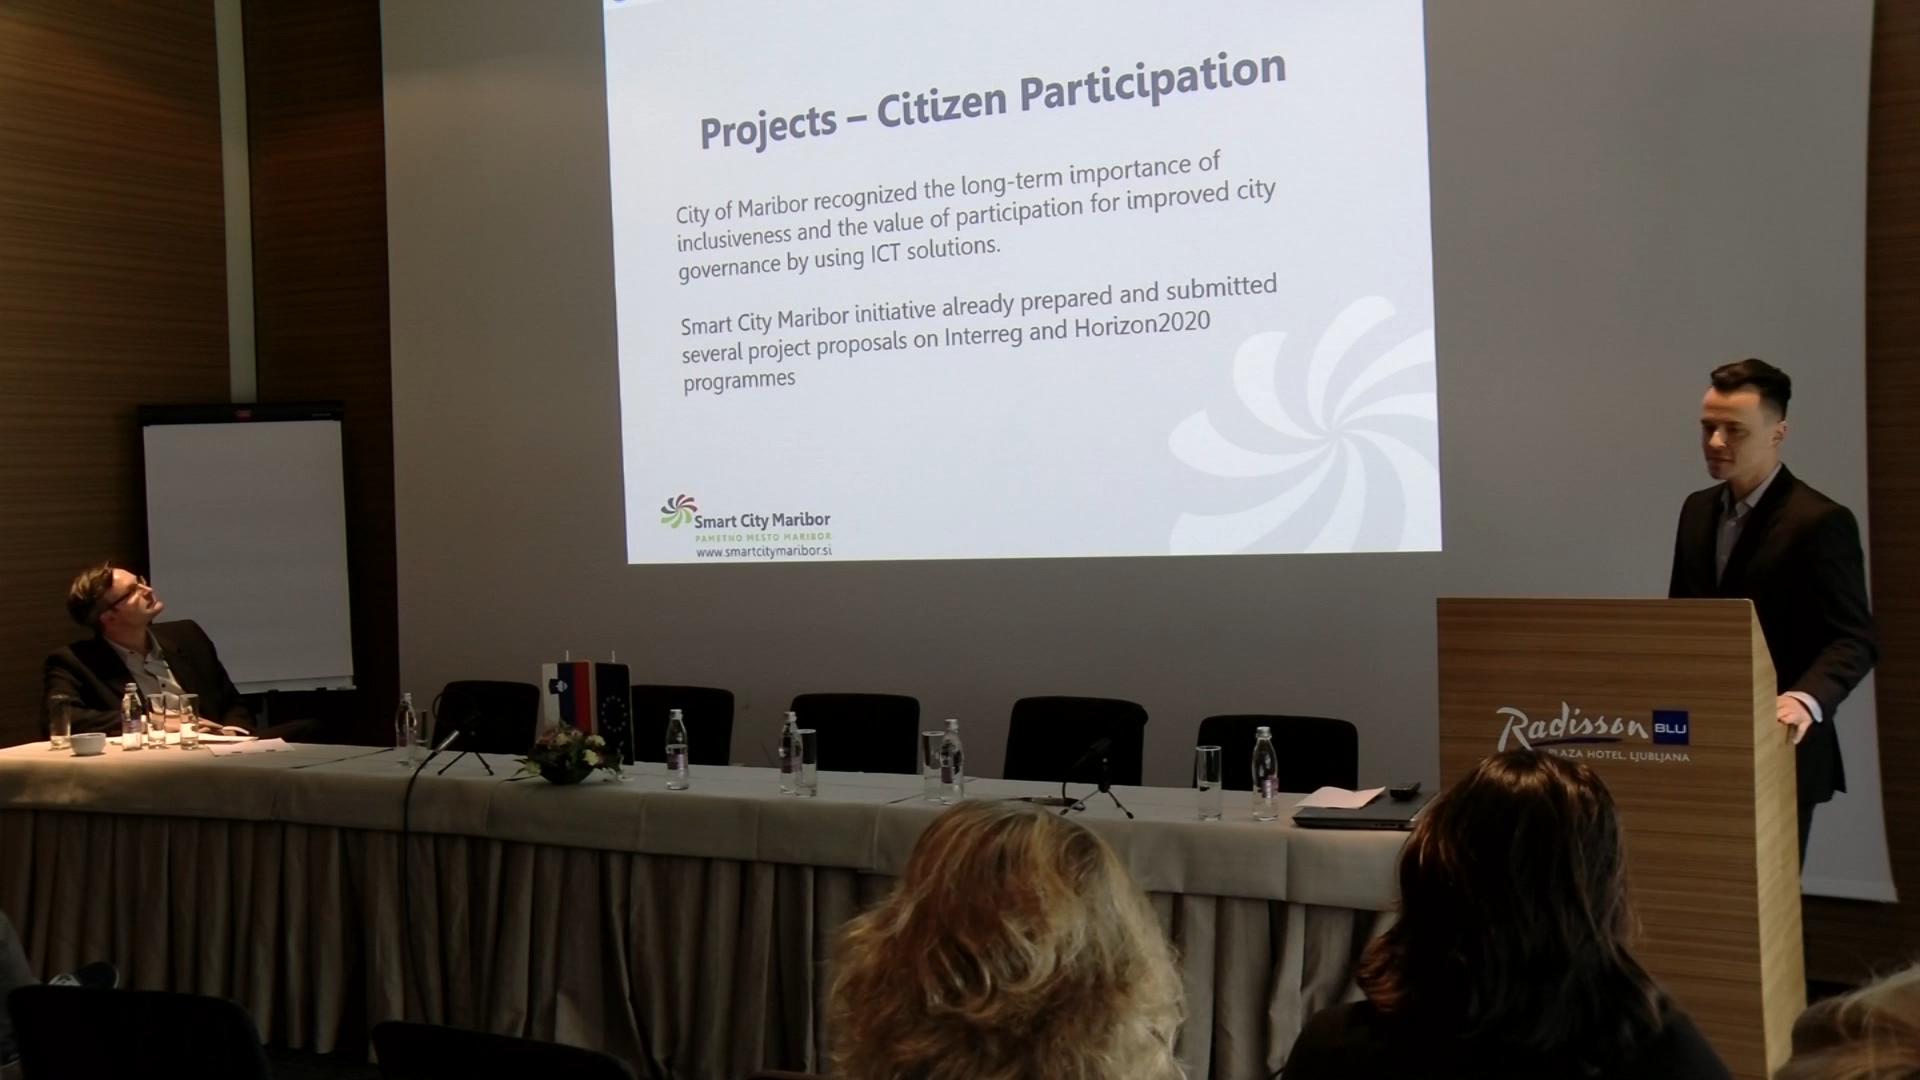 Projects – Citizen Participation
City of Maribor recognized the long-term importance of
inclusiveness and the value of participation for improved city
governance by using ICT solutions.
Smart City Maribor initiative already prepared and submitted
several project proposals on Interreg and Horizon2020
programmes
Smart City Maribor
PAMETNO MESTO MARIBOR
www.smartcitymaribor.si
Radisson BLU
PLAZA HOTEL, LJUBLJANA